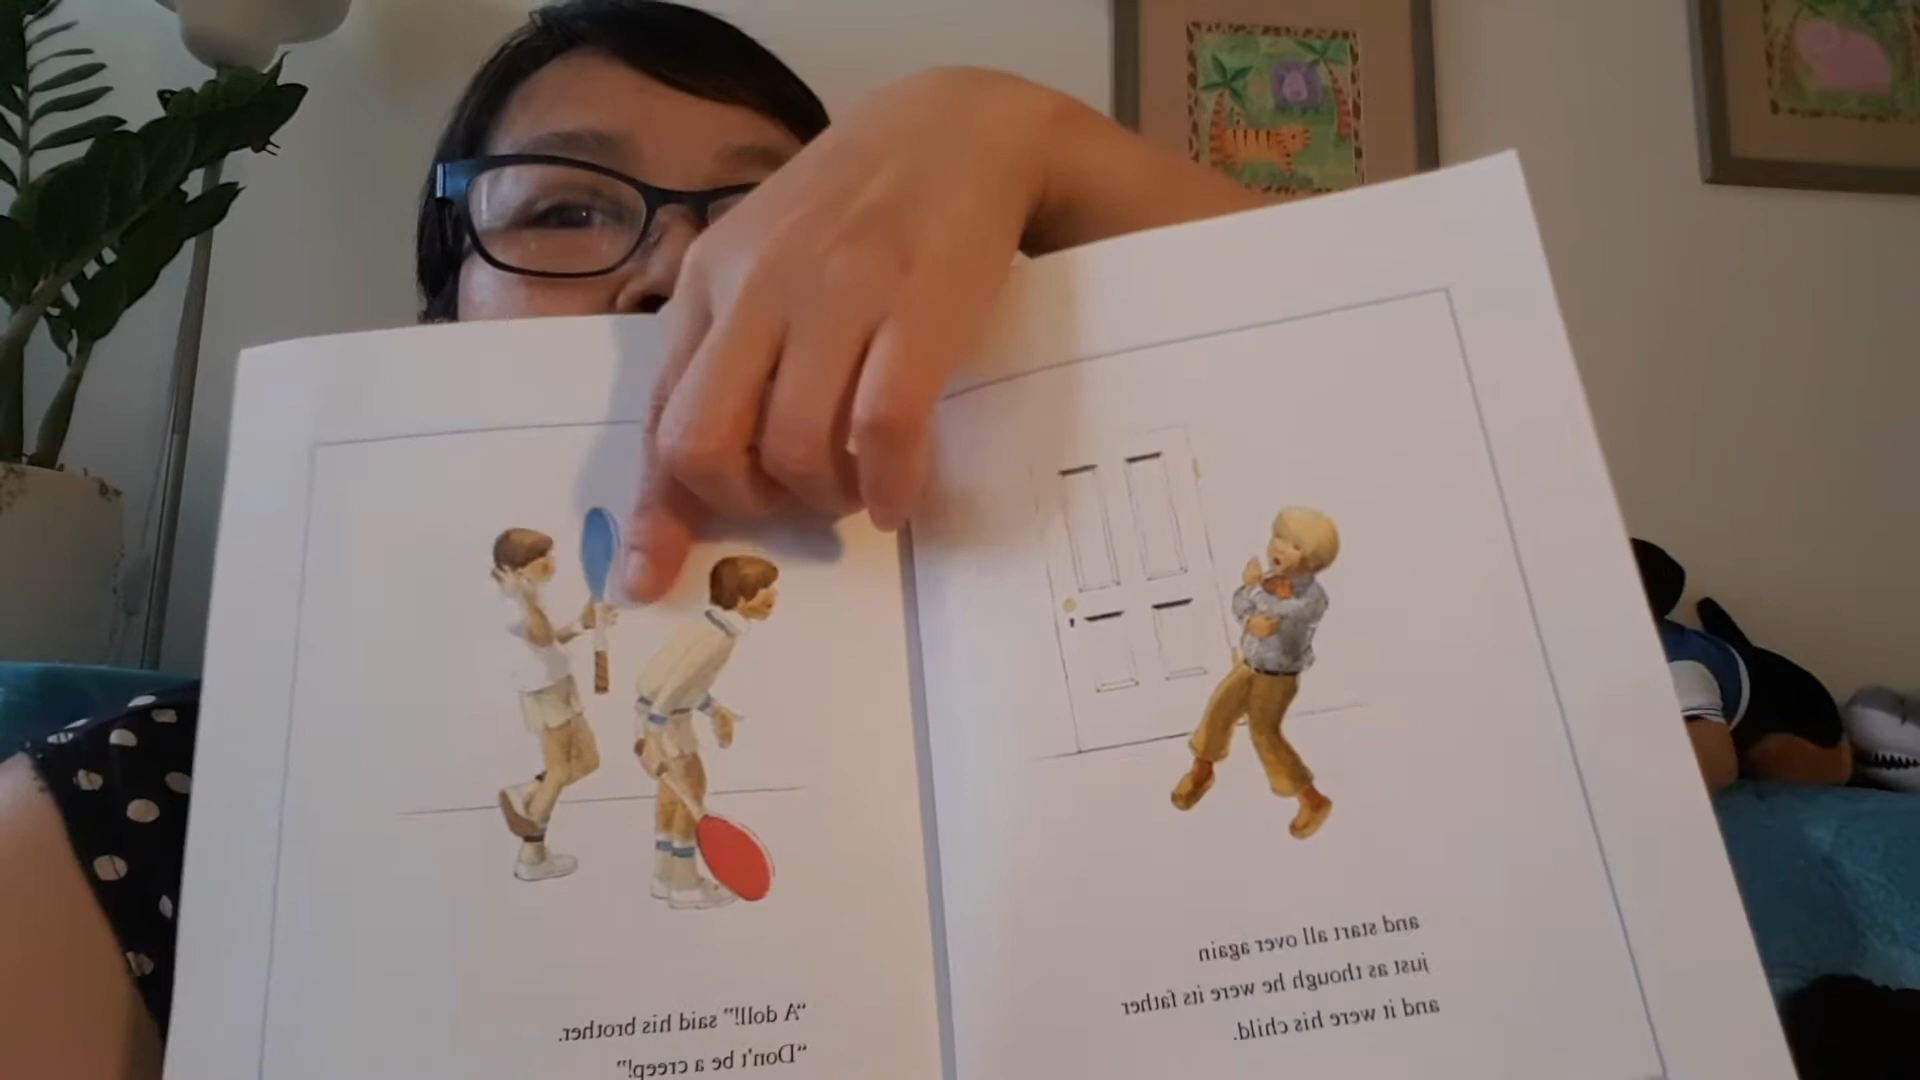 and start all over again
just as though he were its father
and it were his child.
"A doll!" said his brother.
"Don't be a creep!"